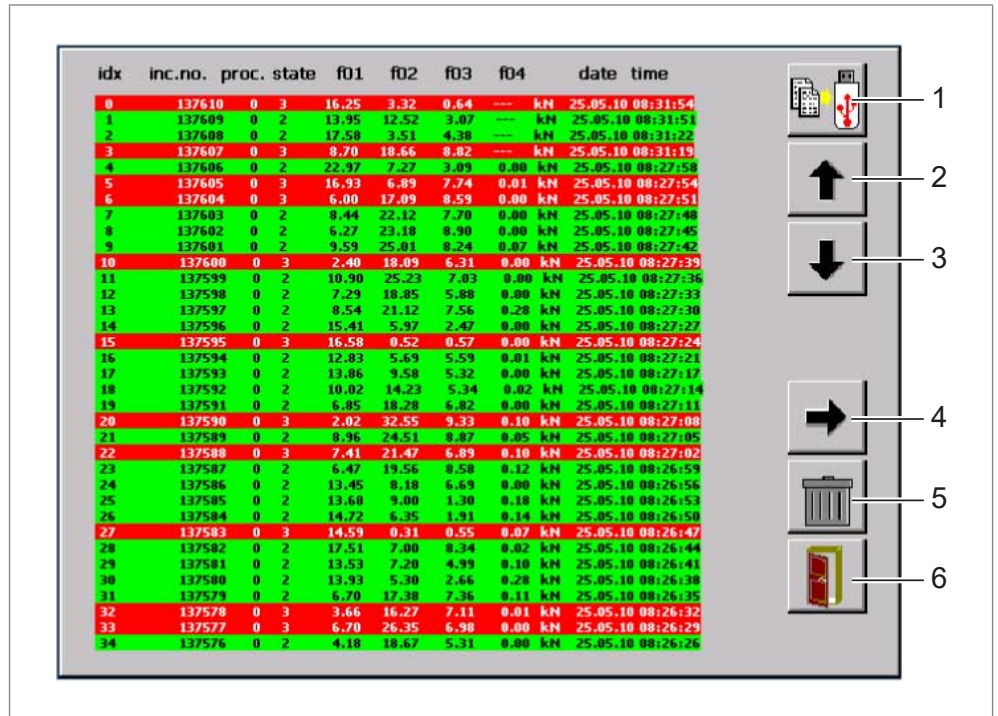 idx inc.no. proc. state f01 f02 f03 f04 date time
0 137610 0 3 16.25 3.32 0.64 --- kN 25.05.10 08:31:54
1 137609 0 2 13.95 12.52 3.07 --- kN 25.05.10 08:31:51
2 137608 0 2 17.58 3.51 4.38 --- kN 25.05.10 08:31:22
3 137607 0 3 8.70 18.66 8.82 --- kN 25.05.10 08:31:19
4 137606 0 2 22.97 7.27 3.09 0.00 kN 25.05.10 08:27:58
5 137605 0 3 16.93 6.89 7.74 0.01 kN 25.05.10 08:27:54
6 137604 0 3 6.00 17.09 8.59 0.00 kN 25.05.10 08:27:51
7 137603 0 2 8.44 22.12 7.70 0.00 kN 25.05.10 08:27:48
8 137602 0 2 6.27 23.18 8.90 0.00 kN 25.05.10 08:27:45
9 137601 0 2 9.59 25.01 8.24 0.07 kN 25.05.10 08:27:42
10 137600 0 3 2.40 18.09 6.31 0.00 kN 25.05.10 08:27:39
11 137599 0 2 10.90 25.23 7.03 0.00 kN 25.05.10 08:27:36
12 137598 0 2 7.29 18.85 5.88 0.00 kN 25.05.10 08:27:33
13 137597 0 2 8.54 21.12 7.56 0.28 kN 25.05.10 08:27:30
14 137596 0 2 15.41 5.97 2.47 0.00 kN 25.05.10 08:27:27
15 137595 0 3 16.58 0.52 0.57 0.00 kN 25.05.10 08:27:24
16 137594 0 2 12.83 5.69 5.59 0.01 kN 25.05.10 08:27:21
17 137593 0 2 13.86 9.58 5.32 0.00 kN 25.05.10 08:27:17
18 137592 0 2 10.02 14.23 5.34 0.02 kN 25.05.10 08:27:14
19 137591 0 2 6.85 18.28 6.82 0.00 kN 25.05.10 08:27:11
20 137590 0 3 2.02 32.55 9.33 0.10 kN 25.05.10 08:27:08
21 137589 0 2 8.96 24.51 8.87 0.05 kN 25.05.10 08:27:05
22 137588 0 3 7.41 21.47 6.89 0.10 kN 25.05.10 08:27:02
23 137587 0 2 6.47 19.56 8.58 0.12 kN 25.05.10 08:26:59
24 137586 0 2 13.45 8.18 6.69 0.00 kN 25.05.10 08:26:56
25 137585 0 2 13.68 9.00 1.30 0.18 kN 25.05.10 08:26:53
26 137584 0 2 14.72 6.35 1.91 0.14 kN 25.05.10 08:26:50
27 137583 0 3 14.59 0.31 0.55 0.07 kN 25.05.10 08:26:47
28 137582 0 2 17.51 7.00 8.34 0.02 kN 25.05.10 08:26:44
29 137581 0 2 13.53 7.20 4.99 0.10 kN 25.05.10 08:26:41
30 137580 0 2 13.93 5.30 2.66 0.28 kN 25.05.10 08:26:38
31 137579 0 2 6.70 17.38 7.36 0.11 kN 25.05.10 08:26:35
32 137578 0 3 3.66 16.27 7.11 0.01 kN 25.05.10 08:26:32
33 137577 0 3 6.70 26.35 6.98 0.00 kN 25.05.10 08:26:29
34 137576 0 2 4.18 18.67 5.31 0.00 kN 25.05.10 08:26:26
1
2
3
4
5
6